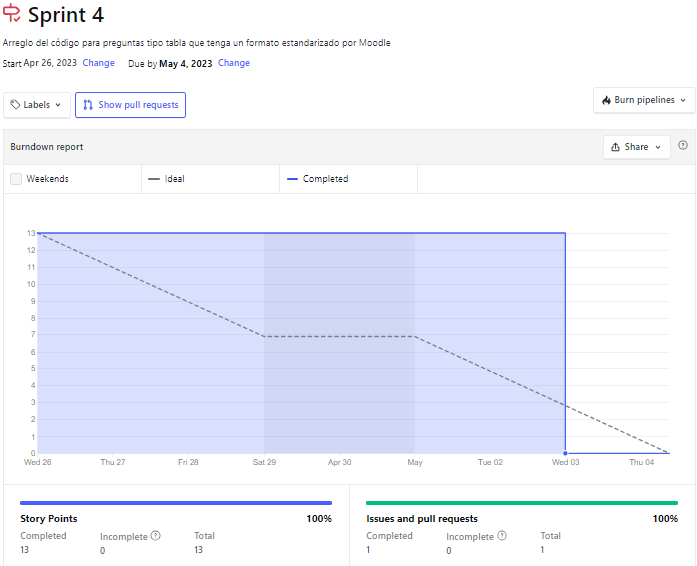 Sprint 4
Arreglo del código para preguntas tipo tabla que tenga un formato estandarizado por Moodle
Start Apr 26, 2023 Change Due by May 4, 2023 Change
Labels Show pull requests Burn pipelines
Burndown report Share
Weekends Ideal Completed
13
12
11
10
9
8
7
6
5
4
3
2
1
0
Wed 26 Thu 27 Fri 28 Sat 29 Apr 30 May Tue 02 Wed 03 Thu 04
Story Points 100% Issues and pull requests 100%
Completed Incomplete Total Completed Incomplete Total
13 0 13 1 0 1